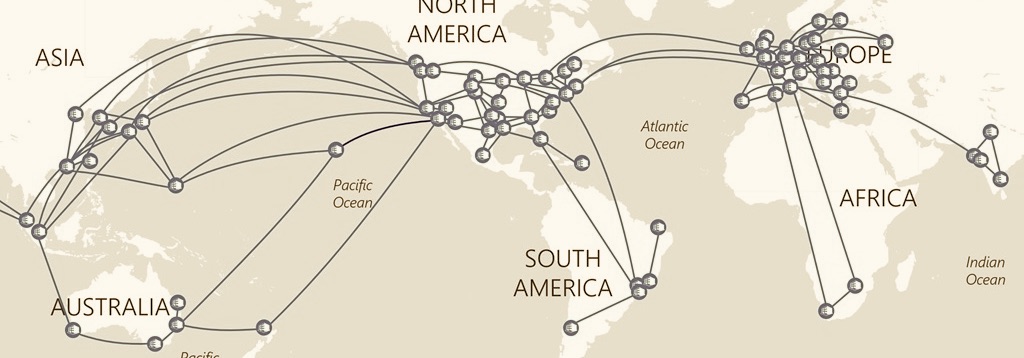 NORTH
AMERICA
ASIA
EUROPE
Atlantic
Ocean
Pacific
Ocean
AFRICA
SOUTH
AMERICA
Indian
Ocean
AUSTRALIA
Pacific